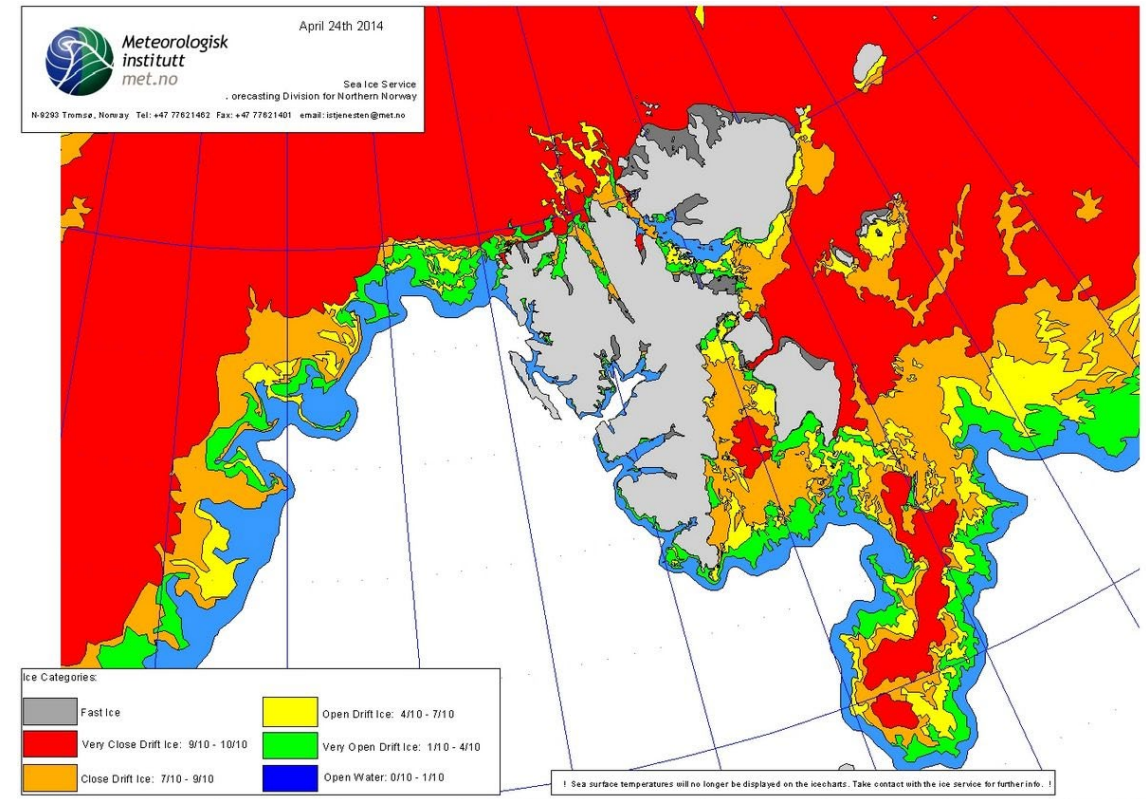 April 24th 2014
Meteorologisk
institutt
met.no
Sea Ice Service
. orecasting Division for Northern Norway
N-9293 Tromsø, Norway Tel: +47 77621462 Fax: +47 77621401 email: istjenesten@met.no
Ice Categories:
Fast Ice
Open Drift Ice: 4/10 - 7/10
Very Close Drift Ice: 9/10 - 10/10
Very Open Drift Ice: 1/10 - 4/10
Close Drift Ice: 7/10 - 9/10
Open Water: 0/10 - 1/10
! Sea surface temperatures will no longer be displayed on the icecharts. Take contact with the ice service for further info. !